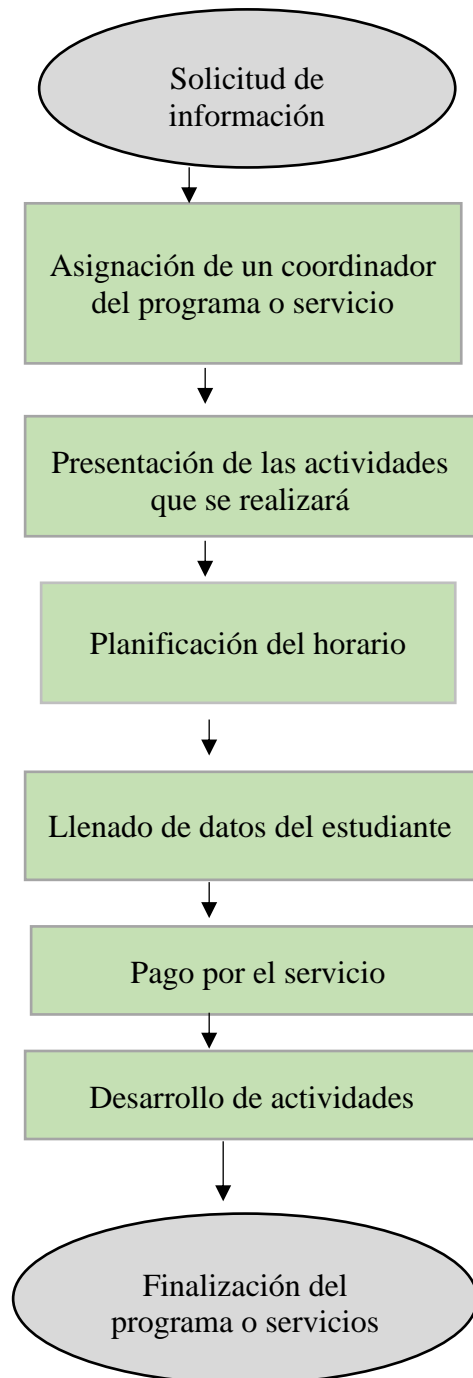 Solicitud de
información
Asignación de un coordinador
del programa o servicio
Presentación de las actividades
que se realizará
Planificación del horario
Llenado de datos del estudiante
Pago por el servicio
Desarrollo de actividades
Finalización del
programa o servicios